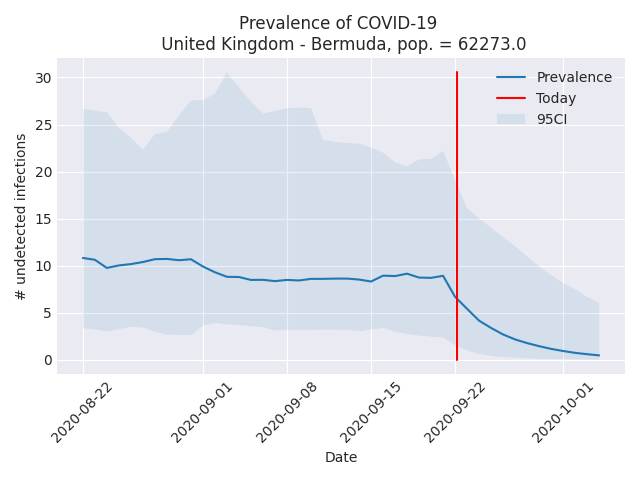 Prevalence of COVID-19
United Kingdom - Bermuda, pop. = 62273.0
Prevalence
Today
95CI
# undetected infections
30
25
20
15
10
5
0
2020-08-22
2020-09-01
2020-09-08
2020-09-15
2020-09-22
2020-10-01
Date